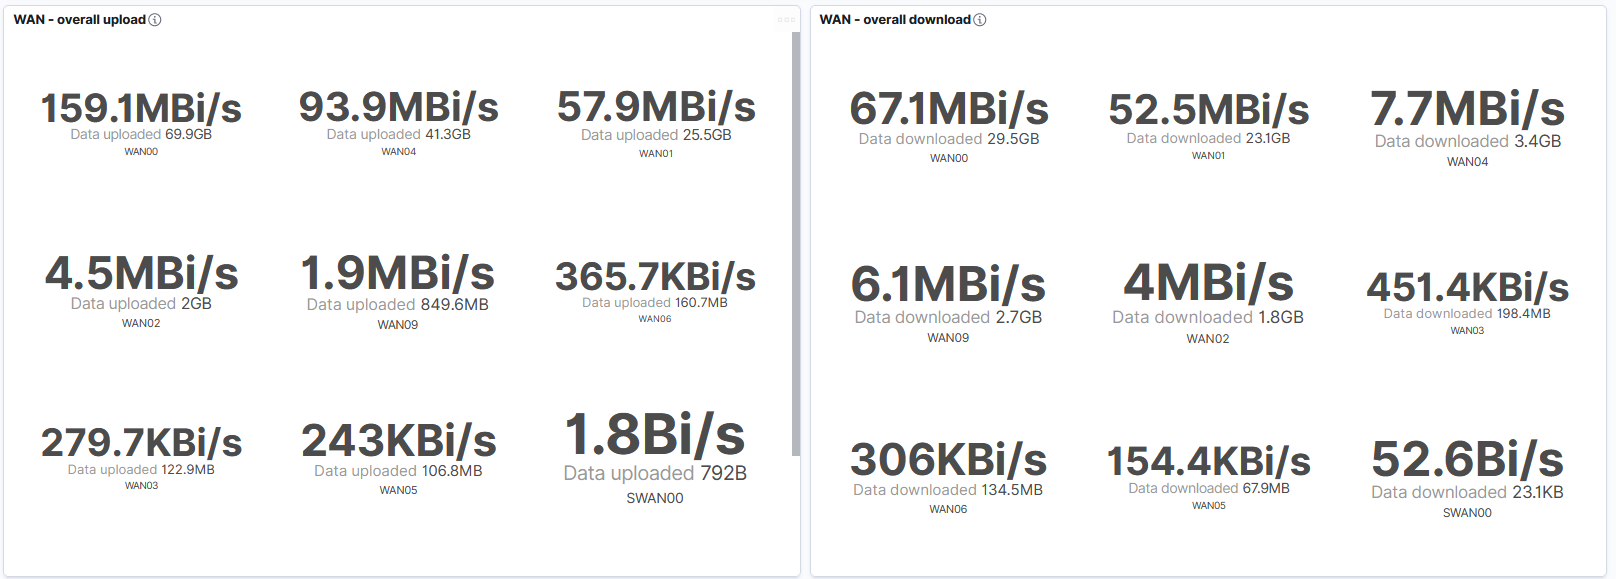 WAN - overall upload
159.1MBi/s
Data uploaded 69.9GB
WAN00
93.9MBi/s
Data uploaded 41.3GB
WAN04
57.9MBi/s
Data uploaded 25.5GB
WAN01
4.5MBi/s
Data uploaded 2GB
WAN02
1.9MBi/s
Data uploaded 849.6MB
WAN09
365.7KBi/s
Data uploaded 160.7MB
WAN06
279.7KBi/s
Data uploaded 122.9MB
WAN03
243KBi/s
Data uploaded 106.8MB
WAN05
1.8Bi/s
Data uploaded 792B
SWAN00
WAN - overall download
67.1MBi/s
Data downloaded 29.5GB
WAN00
52.5MBi/s
Data downloaded 23.1GB
WAN01
7.7MBi/s
Data downloaded 3.4GB
WAN04
6.1MBi/s
Data downloaded 2.7GB
WAN09
4MBi/s
Data downloaded 1.8GB
WAN02
451.4KBi/s
Data downloaded 198.4MB
WAN03
306KBi/s
Data downloaded 134.5MB
WAN06
154.4KBi/s
Data downloaded 67.9MB
WAN05
52.6Bi/s
Data downloaded 23.1KB
SWAN00